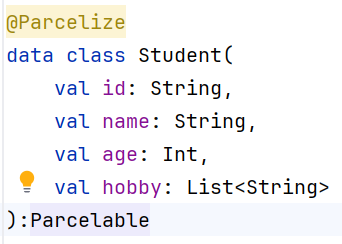 @Parcelize
data class Student(
    val id: String,
    val name: String,
    val age: Int,
    val hobby: List<String>
):Parcelable